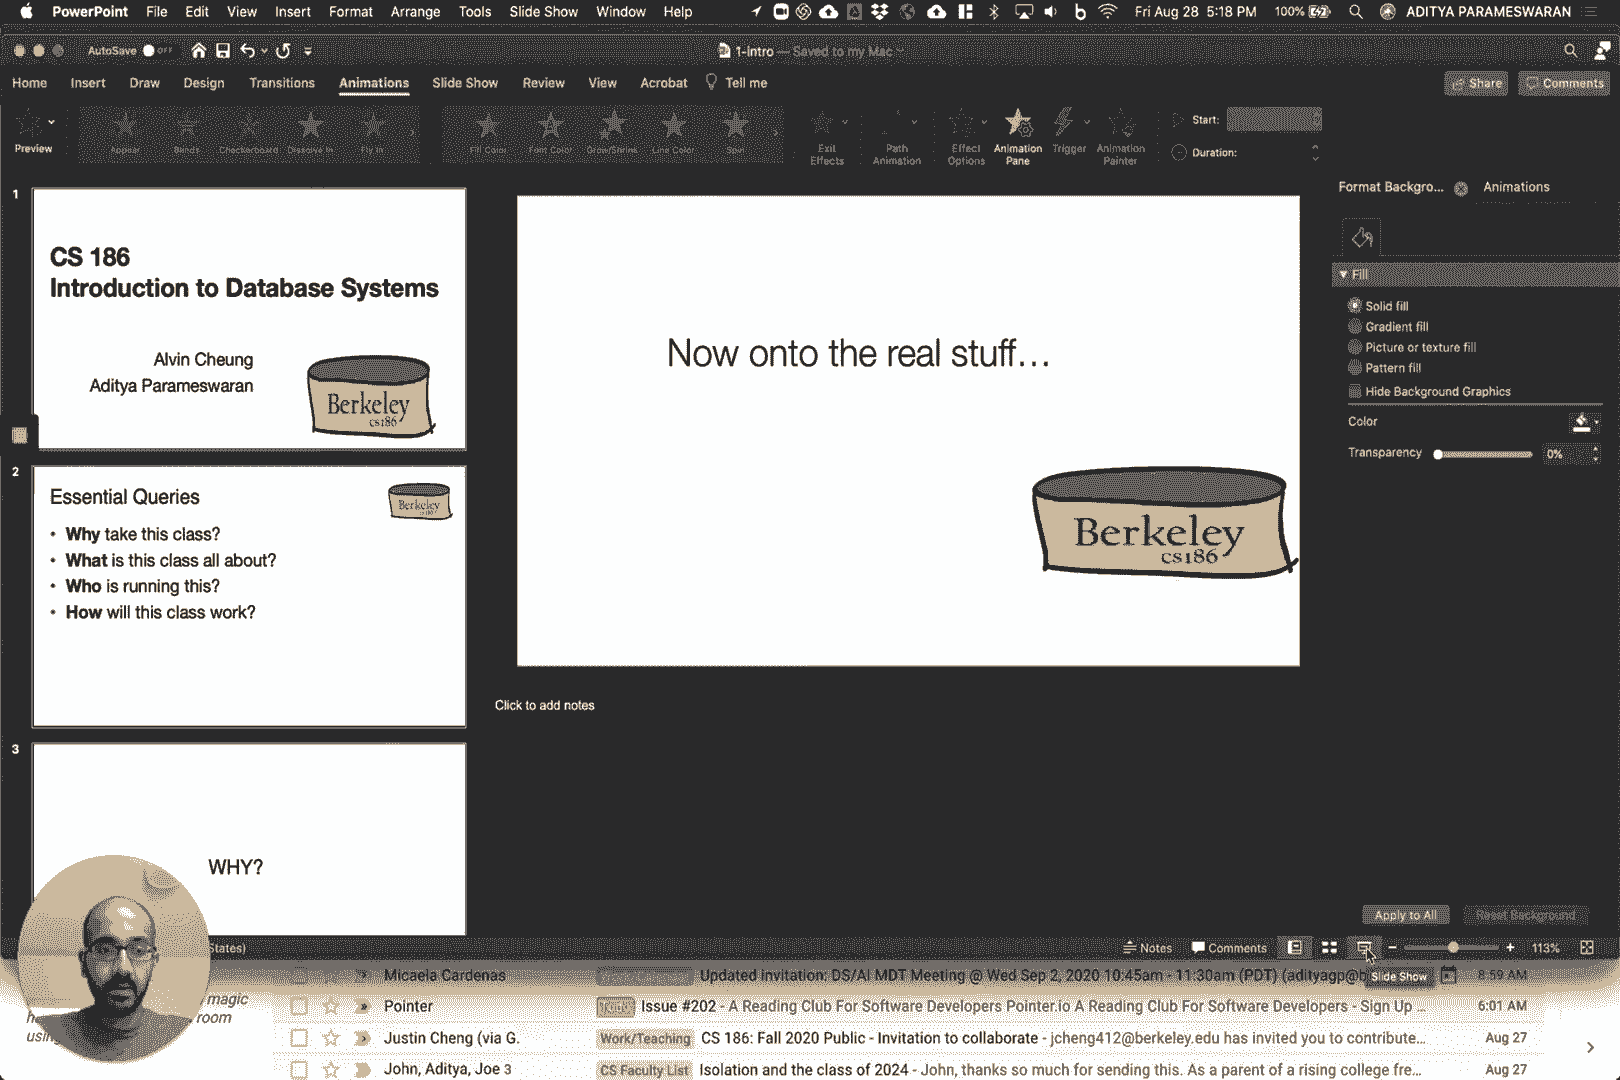 PowerPoint File Edit View Insert Format Arrange Tools Slide Show Window Help Fri Aug 28 5:18 PM 100% ADITYA PARAMESWARAN
AutoSave OFF 1-Intro — Saved to my Mac
Home Insert Draw Design Transitions Animations Slide Show Review View Acrobat Tell me Share Comments
Preview
Appear Blinds Checkerboard Dissolve In Fly In
Fill Color Font Color Grow/Shrink Line Color Spin
Exit Effects
Path Animation
Effect Options
Animation Pane
Trigger
Animation Painter
Start:
Duration:
1
CS 186
Introduction to Database Systems
Alvin Cheung
Aditya Parameswaran
Berkeley
cs186
2
Essential Queries
Berkeley
• Why take this class?
• What is this class all about?
• Who is running this?
• How will this class work?
3
WHY?
Now onto the real stuff...
Berkeley
cs186
Click to add notes
Format Backgro... Animations
Fill
Solid fill
Gradient fill
Picture or texture fill
Pattern fill
Hide Background Graphics
Color
Transparency 0%
Apply to All Reset Background
States) Notes Comments 113%
Slide Show
Micaela Cardenas Updated invitation: DS/AI MDT Meeting @ Wed Sep 2, 2020 10:45am - 11:30am (PDT) (adityagp@b 8:59 AM
magic
room
Pointer Issue #202 - A Reading Club For Software Developers Pointer.io A Reading Club For Software Developers - Sign Up ... 6:01 AM
Justin Cheng (via G. Work/Teaching CS 186: Fall 2020 Public - Invitation to collaborate - jcheng412@berkeley.edu has invited you to contribute... Aug 27
John, Aditya, Joe 3 CS Faculty List Isolation and the class of 2024 - John, thanks so much for sending this. As a parent of a rising college fre... Aug 27